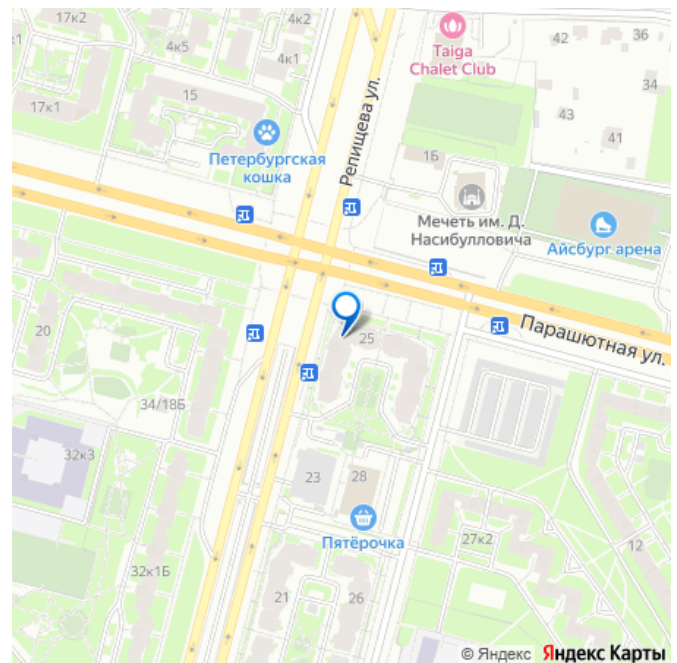 17к2
4к2
4к1
Taiga
Chalet Club
42
36
4к5
4к1
17к1
15
34
43
Петербургская
кошка
Репищева ул.
1Б
41
Мечеть им. Д.
Насибулловича
Айсбург арена
20
25
Парашютная ул.
34/18Б
32к3
23
28
Пятёрочка
27к2
12
32к1Б
21
26
© Яндекс Яндекс Карты